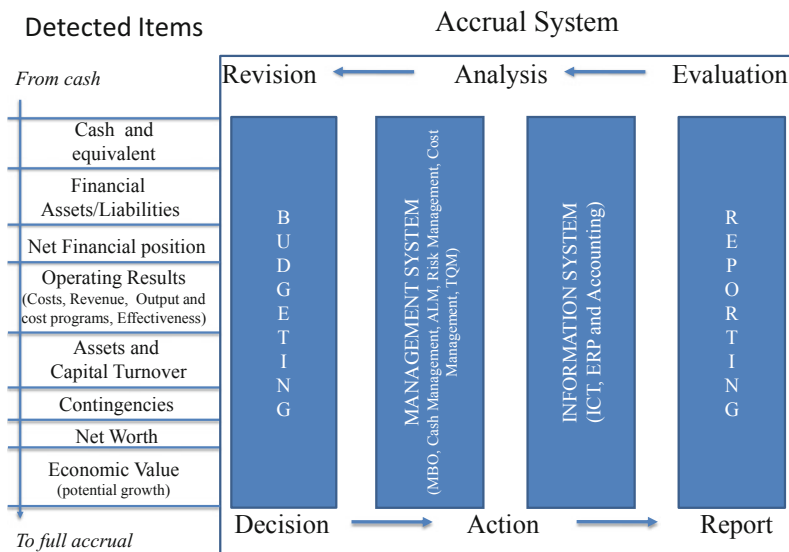 Detected Items
Accrual System
From cash
Revision
Analysis
Evaluation
Cash and
equivalent
Financial
Assets/Liabilities
Net Financial position
Operating Results
(Costs, Revenue, Output and
cost programs, Effectiveness)
Assets and
Capital Turnover
Contingencies
Net Worth
Economic Value
(potential growth)
To full accrual
BUDGETING
MANAGEMENT SYSTEM
(MBO, Cash Management, ALM, Risk Management, Cost
Management, TQM)
INFORMATION SYSTEM
(ICT, ERP and Accounting)
REPORTING
Decision
Action
Report